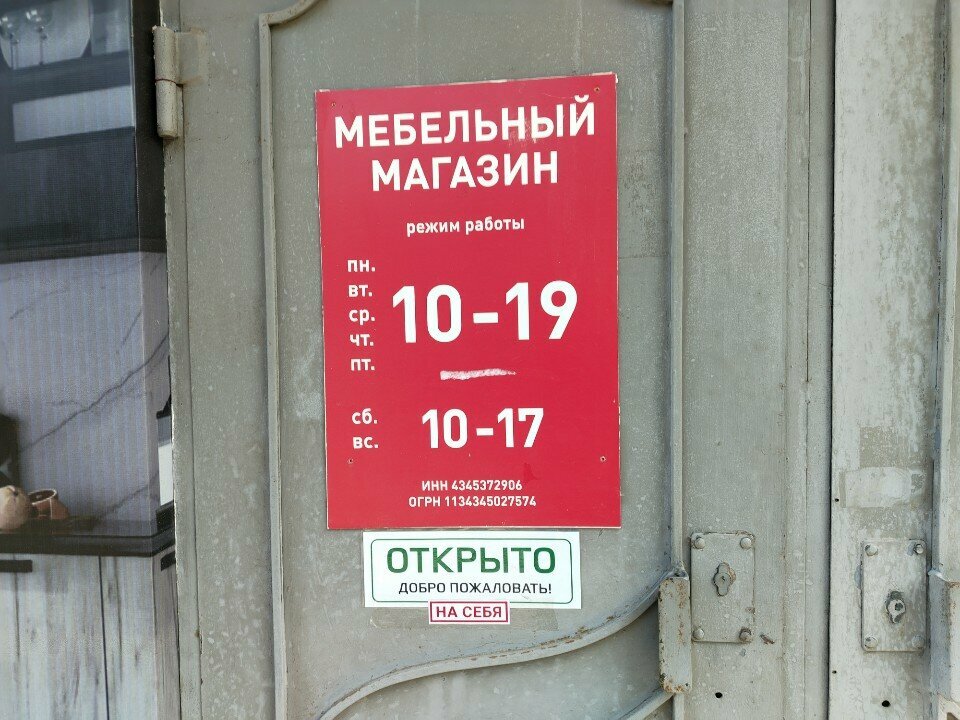 МЕБЕЛЬНЫЙ
МАГАЗИН
режим работы
пн.
вт.
ср.
чт.
пт.
10-19
сб.
вс.
10-17
ИНН 4345372906
ОГРН 1134345027574
ОТКРЫТО
ДОБРО ПОЖАЛОВАТЬ!
НА СЕБЯ